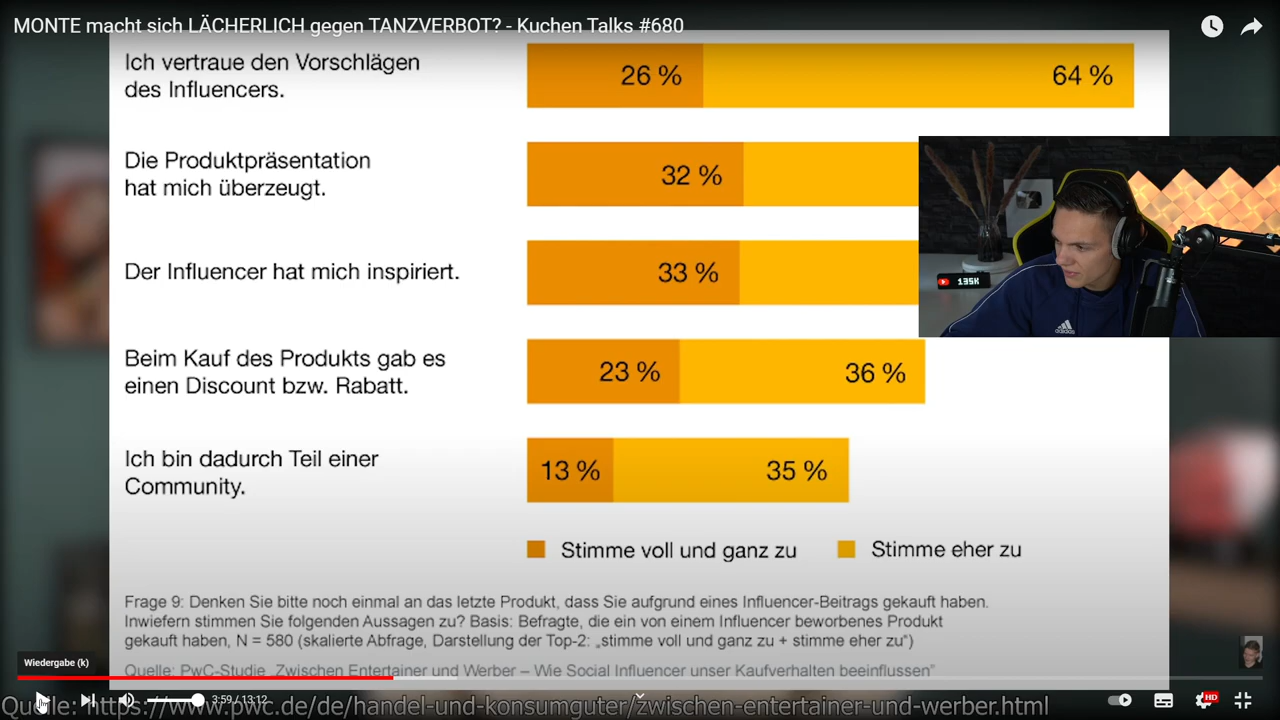 MONTE macht sich LÄCHERLICH gegen TANZVERBOT? - Kuchen Talks #680
Ich vertraue den Vorschlägen
des Influencers.
26 %
64 %
Die Produktpräsentation
hat mich überzeugt.
32 %
Der Influencer hat mich inspiriert.
33 %
135K
adidas
Beim Kauf des Produkts gab es
einen Discount bzw. Rabatt.
23 %
36 %
Ich bin dadurch Teil einer
Community.
13 %
35 %
Stimme voll und ganz zu
Stimme eher zu
Frage 9: Denken Sie bitte noch einmal an das letzte Produkt, dass Sie aufgrund eines Influencer-Beitrags gekauft haben.
Inwiefern stimmen Sie folgenden Aussagen zu? Basis: Befragte, die ein von einem Influencer beworbenes Produkt
gekauft haben, N = 580 (skalierte Abfrage, Darstellung der Top-2: „stimme voll und ganz zu + stimme eher zu“)
Quelle: PwC-Studie „Zwischen Entertainer und Werber – Wie Social Influencer unser Kaufverhalten beeinflussen“
Wiedergabe (k)
3:59 / 13:12
HD
Quelle: https://www.pwc.de/de/handel-und-konsumguter/zwischen-entertainer-und-werber.html